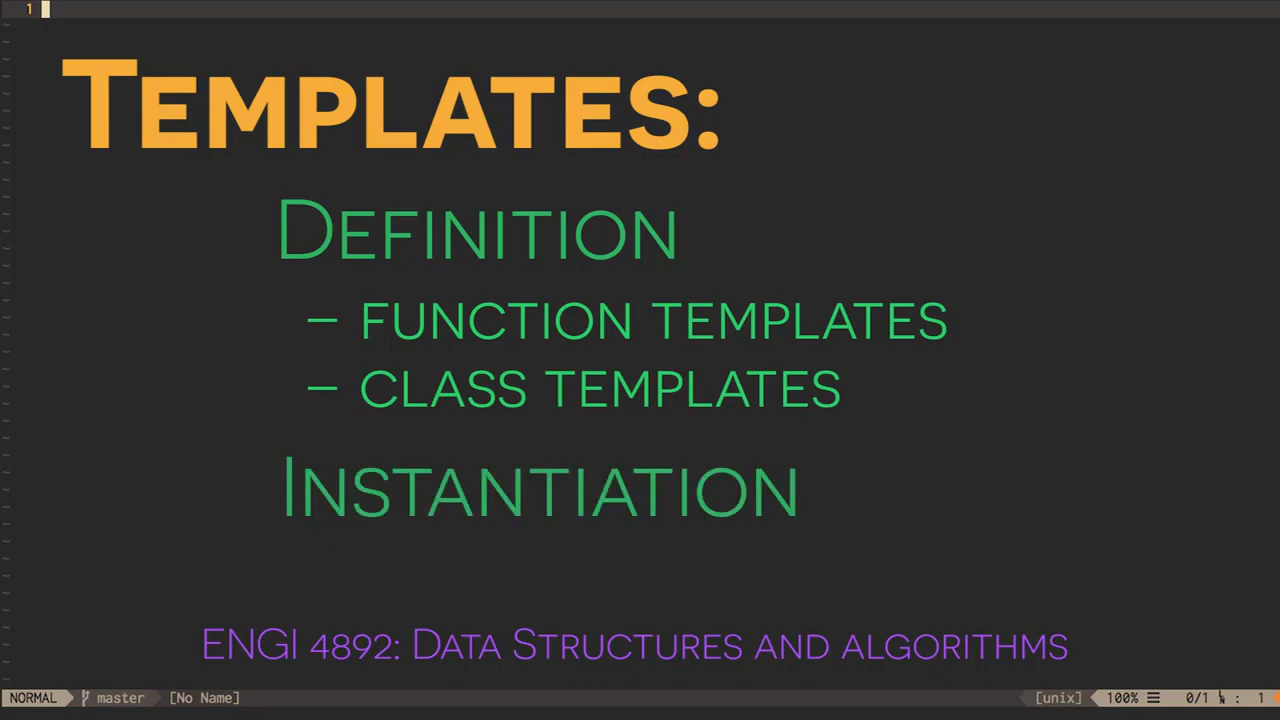 1
TEMPLATES:
DEFINITION
– FUNCTION TEMPLATES
– CLASS TEMPLATES
INSTANTIATION
ENGI 4892: DATA STRUCTURES AND ALGORITHMS
NORMAL master [No Name] [unix] 100% ☰ 0/1 : 1